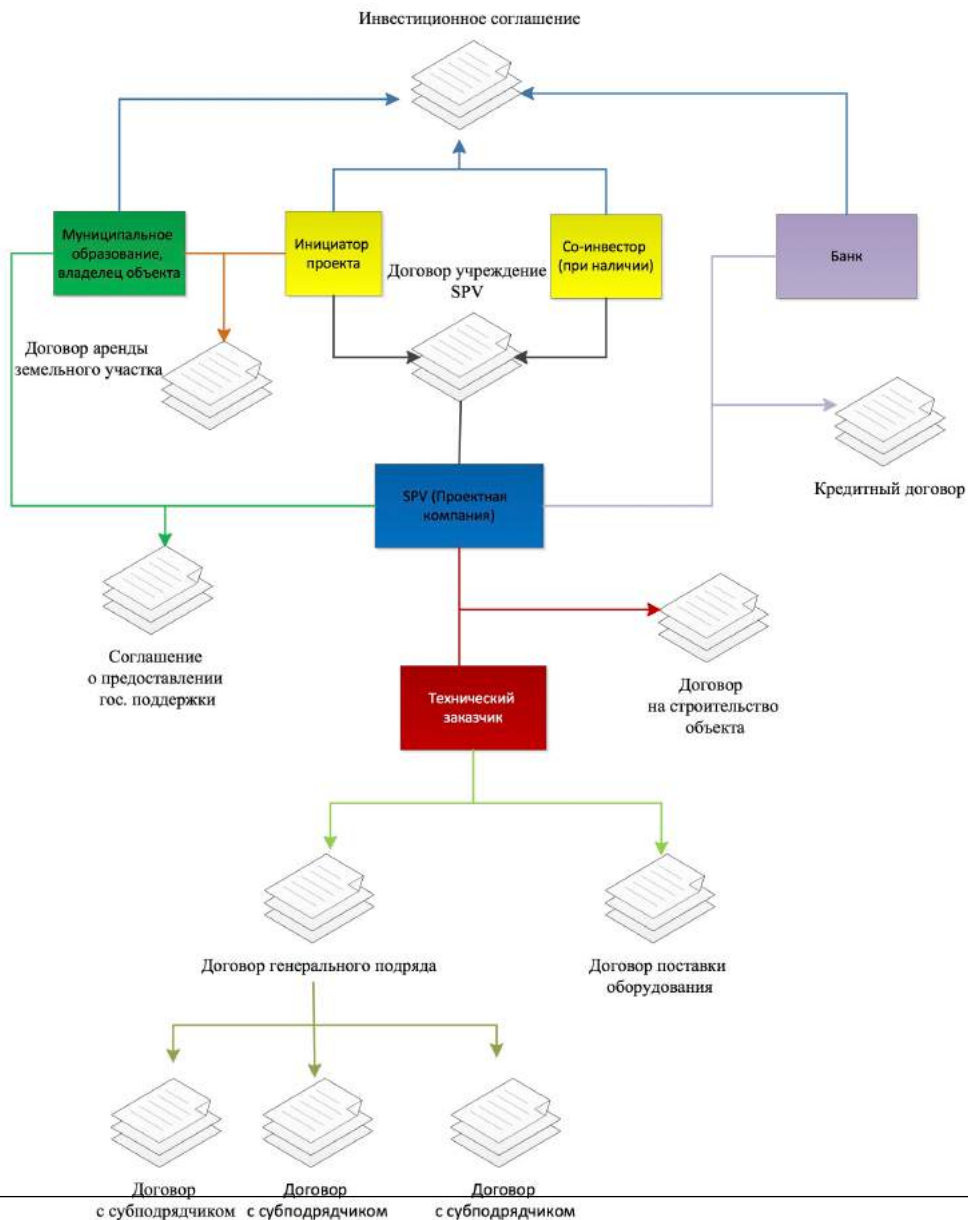 Инвестиционное соглашение
Муниципальное
образование,
владелец объекта
Инициатор
проекта
Договор учреждение
SPV
Со-инвестор
(при наличии)
Банк
Договор аренды
земельного участка
Кредитный договор
SPV (Проектная
компания)
Соглашение
о предоставлении
гос. поддержки
Технический
заказчик
Договор
на строительство
объекта
Договор генерального подряда
Договор поставки
оборудования
Договор
с субподрядчиком
Договор
с субподрядчиком
Договор
с субподрядчиком